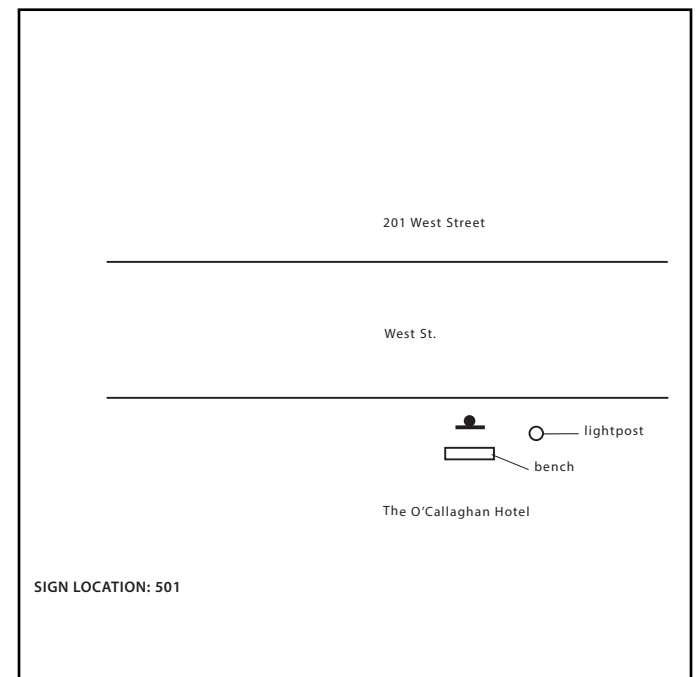 201 West Street
West St.
lightpost
bench
The O'Callaghan Hotel
SIGN LOCATION: 501